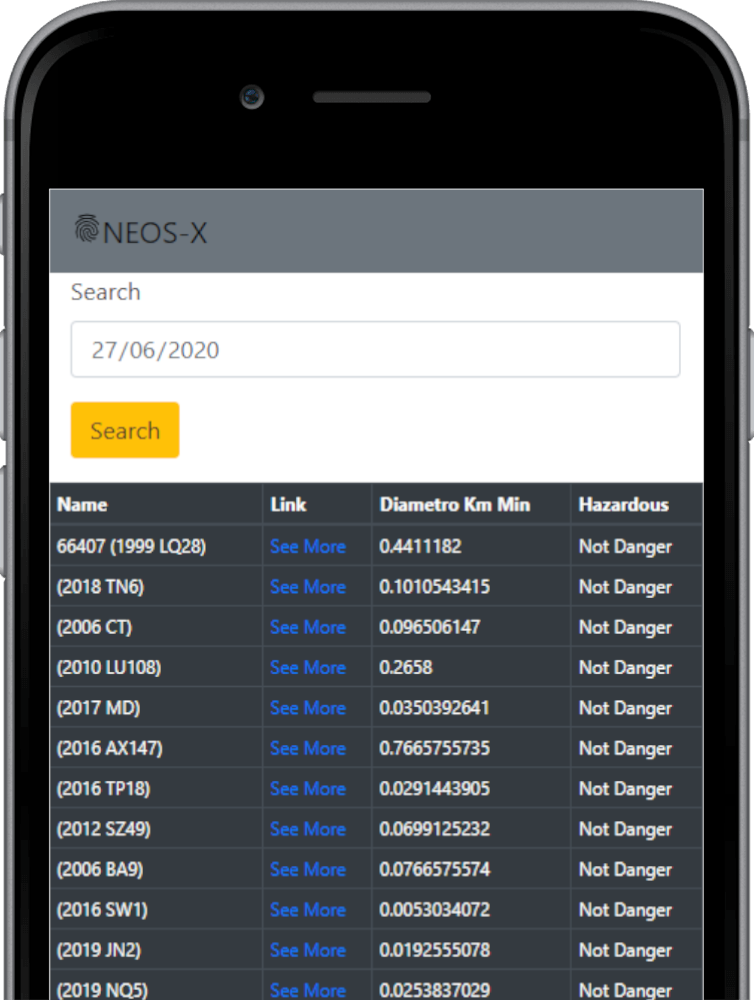 NEOS-X
Search
27/06/2020
Search
Name Link Diametro Km Min Hazardous
66407 (1999 LQ28) See More 0.4411182 Not Danger
(2018 TN6) See More 0.1010543415 Not Danger
(2006 CT) See More 0.096506147 Not Danger
(2010 LU108) See More 0.2658 Not Danger
(2017 MD) See More 0.0350392641 Not Danger
(2016 AX147) See More 0.7665755735 Not Danger
(2016 TP18) See More 0.0291443905 Not Danger
(2012 SZ49) See More 0.0699125232 Not Danger
(2006 BA9) See More 0.0766575574 Not Danger
(2016 SW1) See More 0.0053034072 Not Danger
(2019 JN2) See More 0.0192555078 Not Danger
(2019 NQ5) See More 0.0253837029 Not Danger